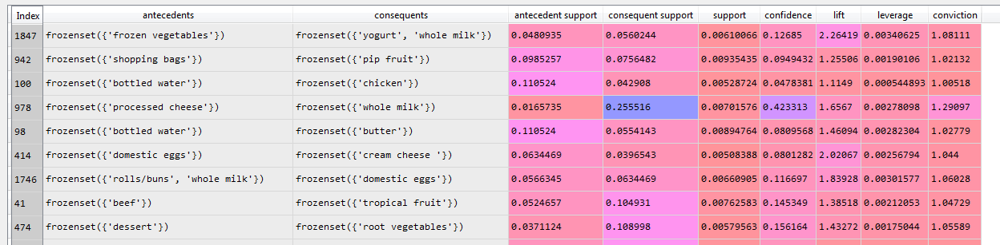 Index antecedents consequents antecedent support consequent support support confidence lift leverage conviction
1847 frozenset({'frozen vegetables'}) frozenset({'yogurt', 'whole milk'}) 0.0480935 0.0560244 0.00610066 0.12685 2.26419 0.00340625 1.08111
942 frozenset({'shopping bags'}) frozenset({'pip fruit'}) 0.0985257 0.0756482 0.00935435 0.0949432 1.25506 0.00190106 1.02132
100 frozenset({'bottled water'}) frozenset({'chicken'}) 0.110524 0.042908 0.00528724 0.0478381 1.1149 0.000544893 1.00518
978 frozenset({'processed cheese'}) frozenset({'whole milk'}) 0.0165735 0.255516 0.00701576 0.423313 1.6567 0.00278098 1.29097
98 frozenset({'bottled water'}) frozenset({'butter'}) 0.110524 0.0554143 0.00894764 0.0809568 1.46094 0.00282304 1.02779
414 frozenset({'domestic eggs'}) frozenset({'cream cheese '}) 0.0634469 0.0396543 0.00508388 0.0801282 2.02067 0.00256794 1.044
1746 frozenset({'rolls/buns', 'whole milk'}) frozenset({'domestic eggs'}) 0.0566345 0.0634469 0.00660905 0.116697 1.83928 0.00301577 1.06028
41 frozenset({'beef'}) frozenset({'tropical fruit'}) 0.0524657 0.104931 0.00762583 0.145349 1.38518 0.00212053 1.04729
474 frozenset({'dessert'}) frozenset({'root vegetables'}) 0.0371124 0.108998 0.00579563 0.156164 1.43272 0.00175044 1.05589